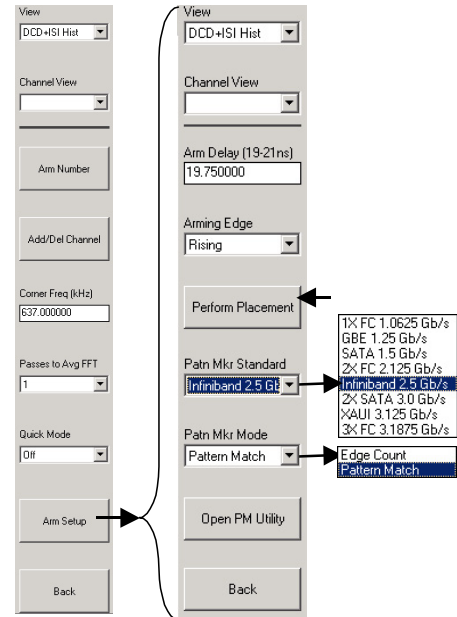 View
DCD+ISI Hist
Channel View
Arm Number
Add/Del Channel
Corner Freq (kHz)
637.000000
Passes to Avg FFT
1
Quick Mode
Off
Arm Setup
Back
View
DCD+ISI Hist
Channel View
Arm Delay (19-21ns)
19.750000
Arming Edge
Rising
Perform Placement
Patn Mkr Standard
Infiniband 2.5 Gb
Patn Mkr Mode
Pattern Match
Open PM Utility
Back
1X FC 1.0625 Gb/s
GBE 1.25 Gb/s
SATA 1.5 Gb/s
2X FC 2.125 Gb/s
Infiniband 2.5 Gb/s
2X SATA 3.0 Gb/s
XAUI 3.125 Gb/s
3X FC 3.1875 Gb/s
Edge Count
Pattern Match